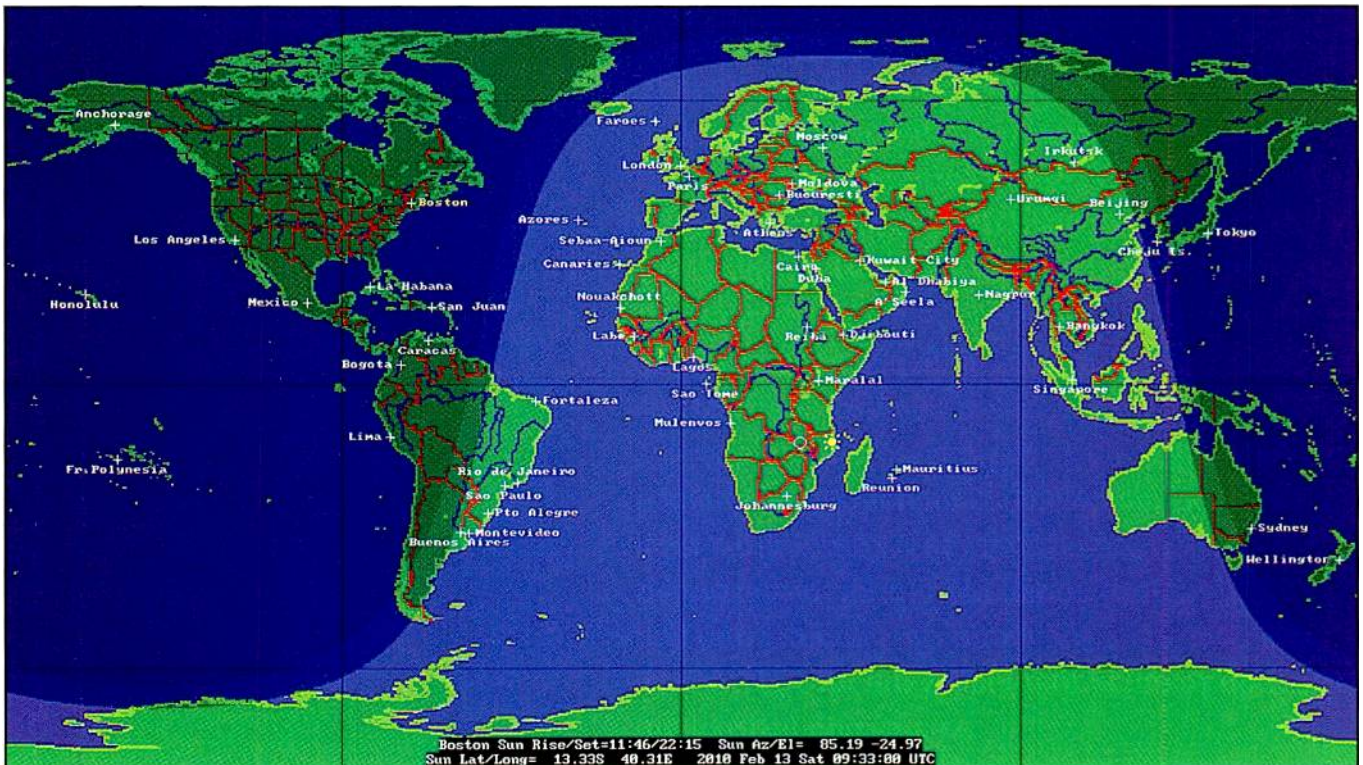 Anchorage
Faroes
Moscow
Irkutsk
London
Paris
Moldova
Bucuresti
Urumqi
Beijing
Boston
Azores
Athens
Tokyo
Los Angeles
Sebaa-Aioun
Cheju Is.
Canaries
Cairo
Kuwait City
Duba
Al Dhabiya
Honolulu
La Habana
Nouakchott
A'Seela
Nagpur
Mexico
San Juan
Labe
Reiba
Djibouti
Bangkok
Caracas
Bogota
Lagos
Maralal
Singapore
Sao Tome
Fortaleza
Mulenvos
Lima
Fr.Polynesia
Rio de Janeiro
Mauritius
Reunion
Sao Paulo
Johannesburg
Pto Alegre
Montevideo
Buenos Aires
Sydney
Wellington
Boston Sun Rise/Set=11:46/22:15 Sun Az/El= 85.19 -24.97
Sun Lat/Long= 13.33S 40.31E 2010 Feb 13 Sat 09:33:00 UTC